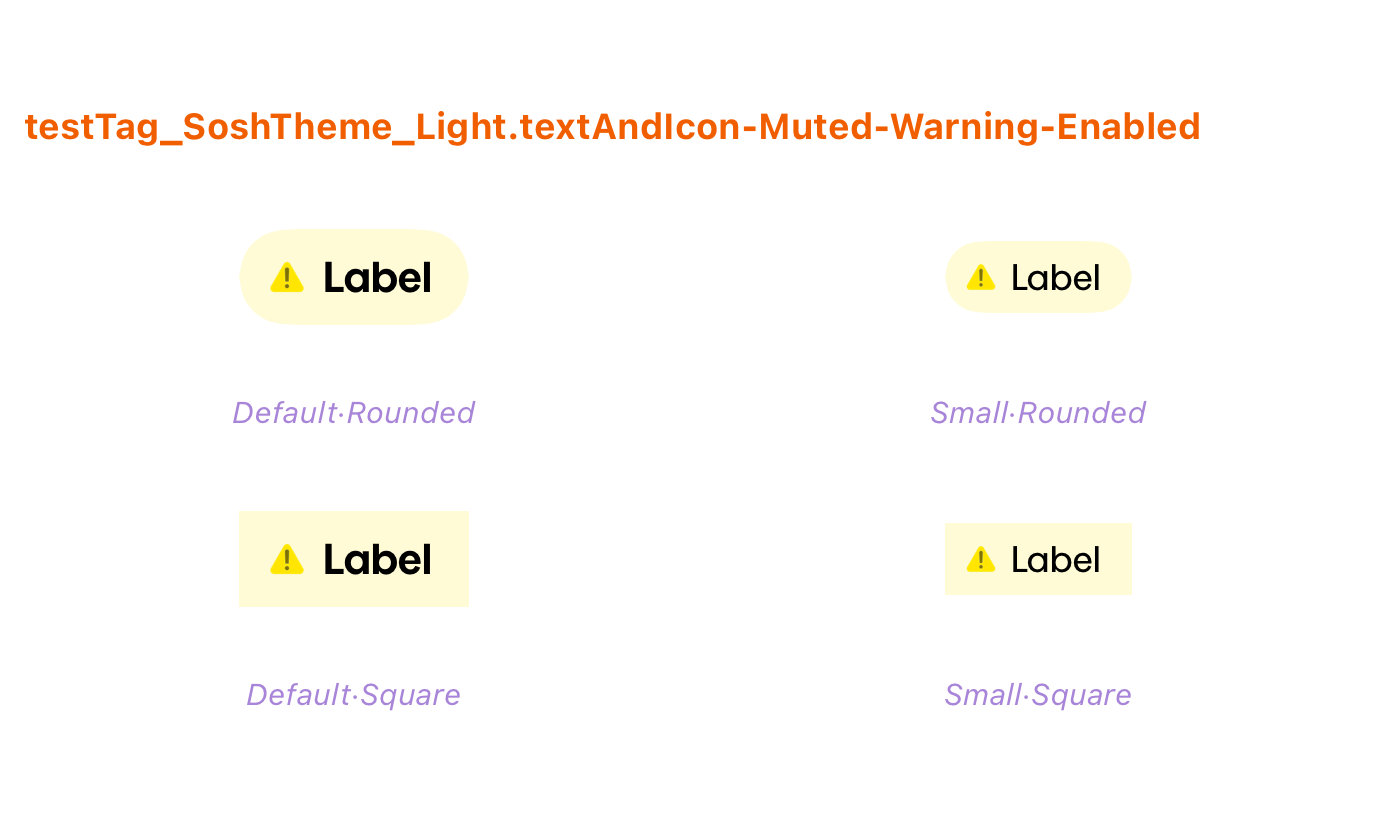 testTag_SoshTheme_Light.textAndIcon-Muted-Warning-Enabled
Label
Label
Default·Rounded
Small·Rounded
Label
Label
Default·Square
Small·Square